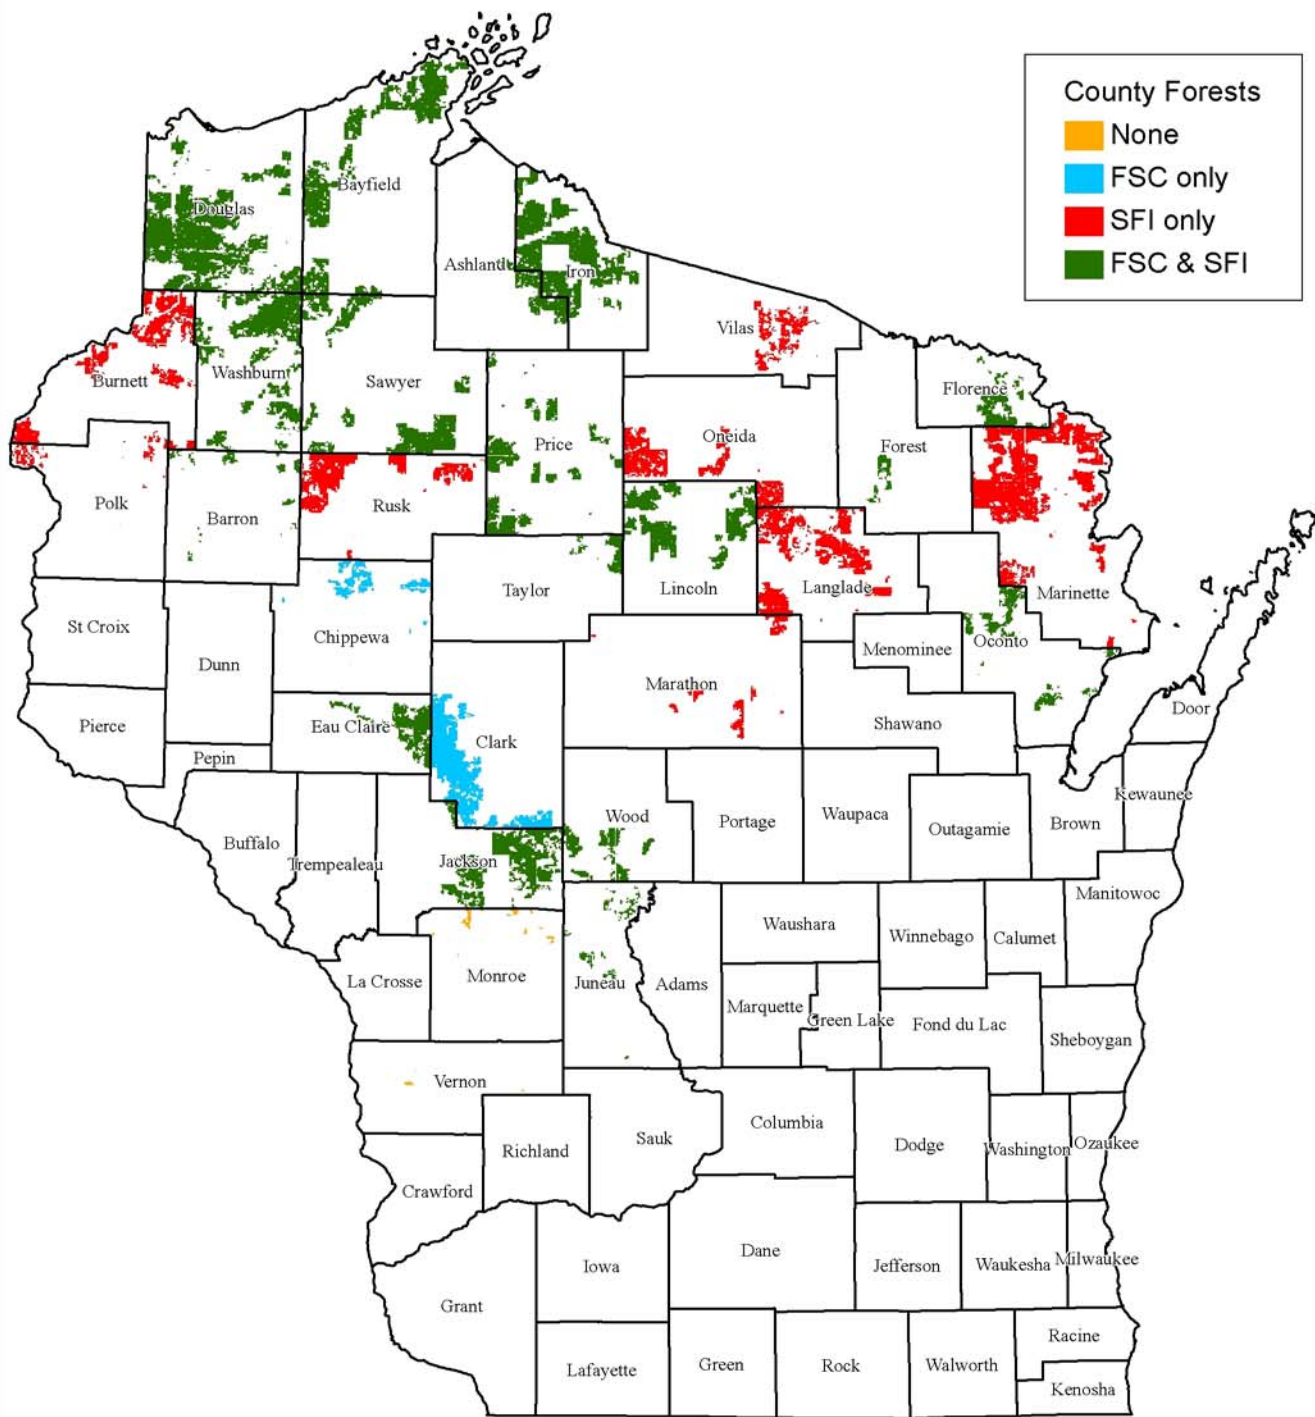 County Forests
None
FSC only
SFI only
FSC & SFI
Douglas
Bayfield
Ashland
Iron
Vilas
Burnett
Washburn
Sawyer
Florence
Price
Oneida
Forest
Polk
Barron
Rusk
Taylor
Lincoln
Langlade
Marinette
St Croix
Dunn
Chippewa
Menominee
Oconto
Marathon
Door
Pierce
Eau Claire
Clark
Shawano
Pepin
Kewaunee
Buffalo
Trempealeau
Jackson
Wood
Portage
Waupaca
Outagamie
Brown
Manitowoc
Waushara
Winnebago
Calumet
La Crosse
Monroe
Juneau
Adams
Marquette
Green Lake
Fond du Lac
Sheboygan
Vernon
Richland
Sauk
Columbia
Dodge
Washington
Ozaukee
Crawford
Dane
Iowa
Jefferson
Waukesha
Milwaukee
Grant
Lafayette
Green
Rock
Walworth
Racine
Kenosha